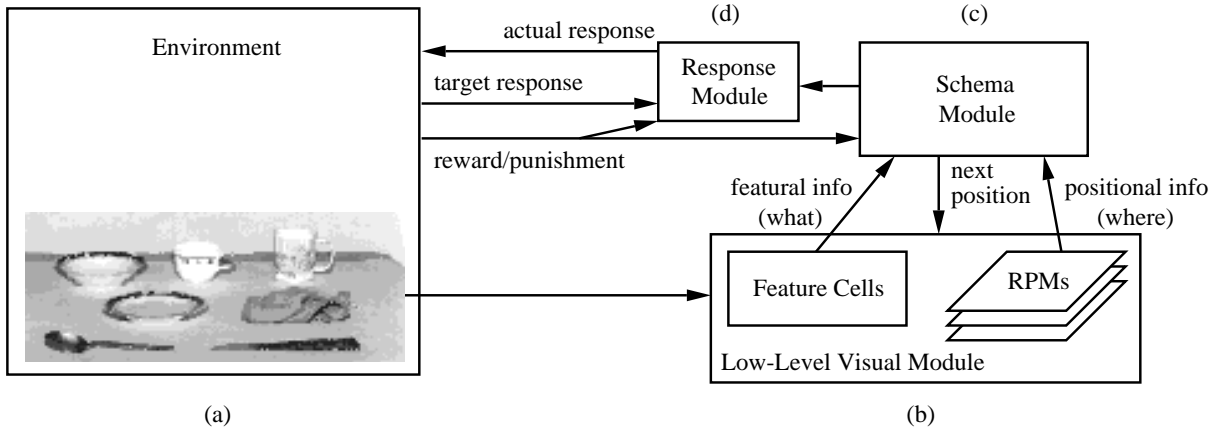 (d)
(c)
Environment
actual response
Response
Module
Schema
Module
target response
reward/punishment
featural info
(what)
next
position
positional info
(where)
Feature Cells
RPMs
Low-Level Visual Module
(a)
(b)